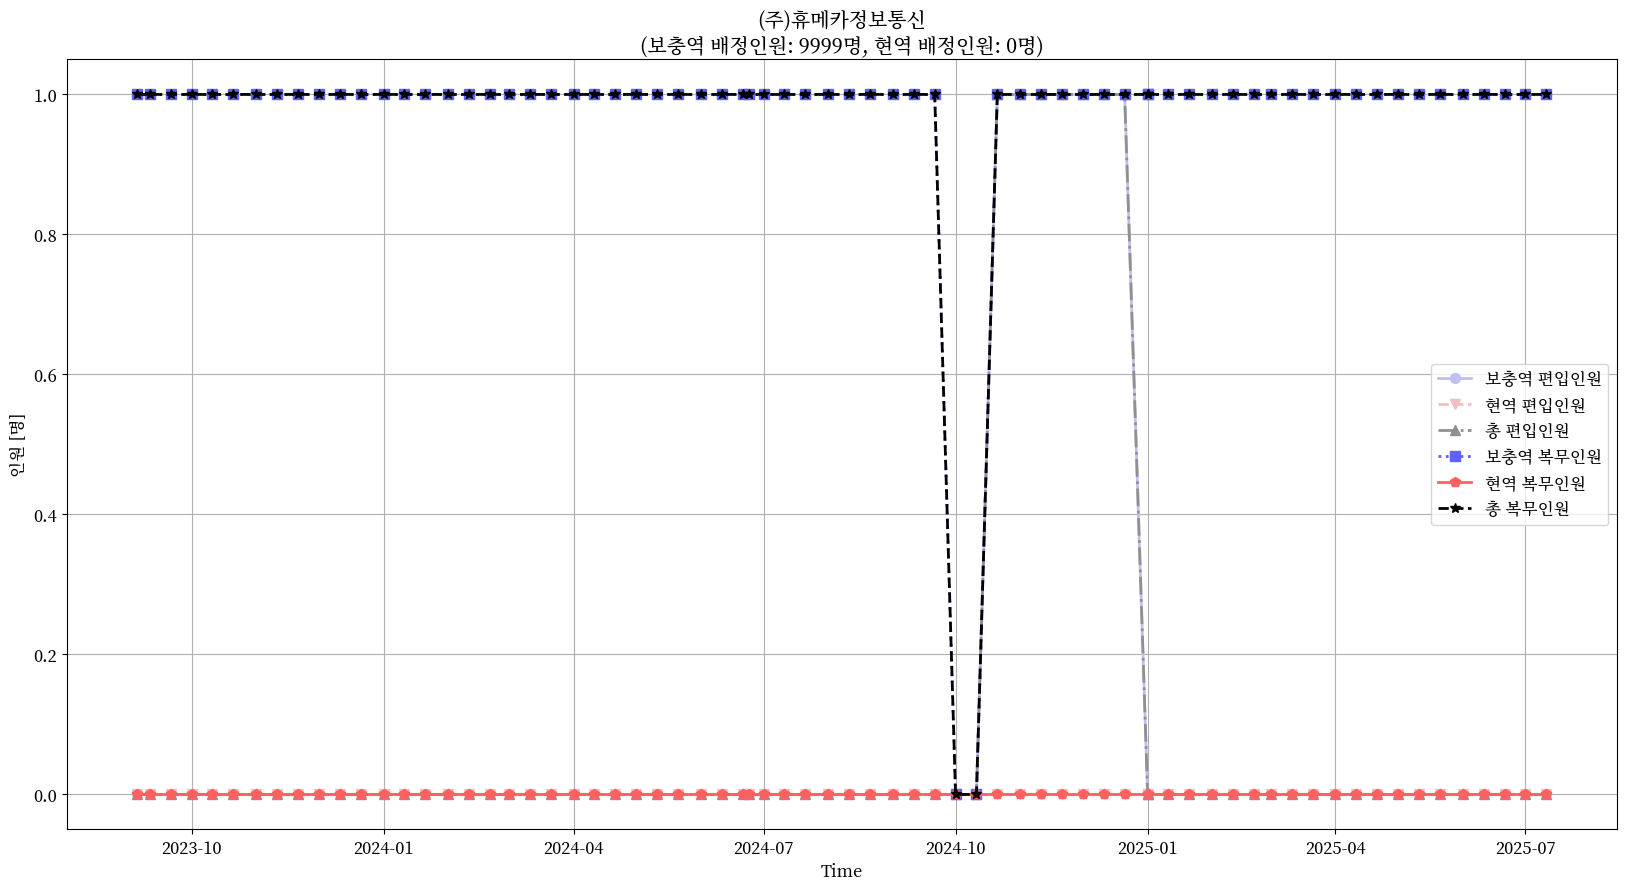 (주)휴메카정보통신
(보충역 배정인원: 9999명, 현역 배정인원: 0명)
인원 [명]
1.0
0.8
0.6
0.4
0.2
0.0
보충역 편입인원
현역 편입인원
총 편입인원
보충역 복무인원
현역 복무인원
총 복무인원
2023-10 2024-01 2024-04 2024-07 2024-10 2025-01 2025-04 2025-07
Time